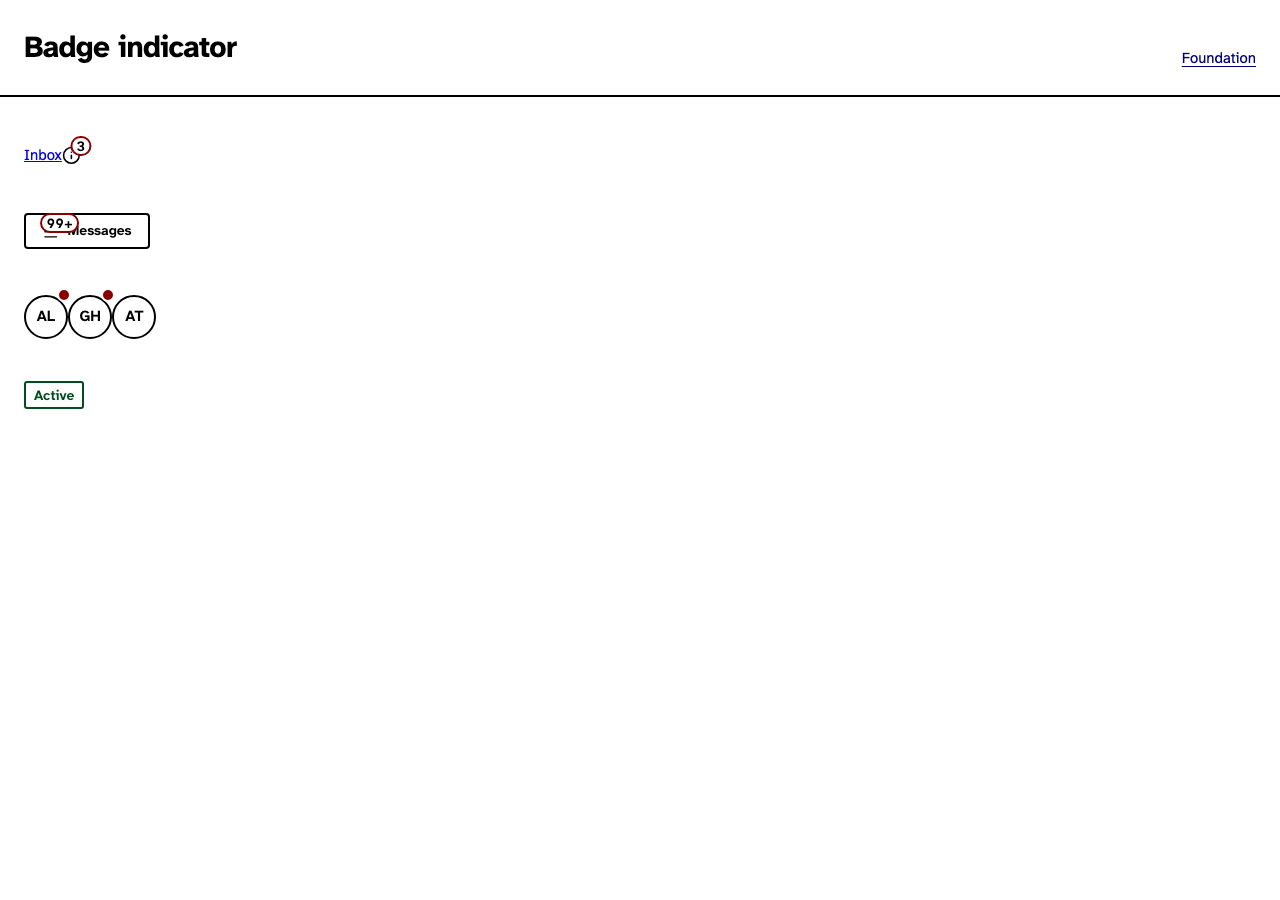 Badge indicator
Foundation
Inbox 3
99+ Messages
AL GH AT
Active